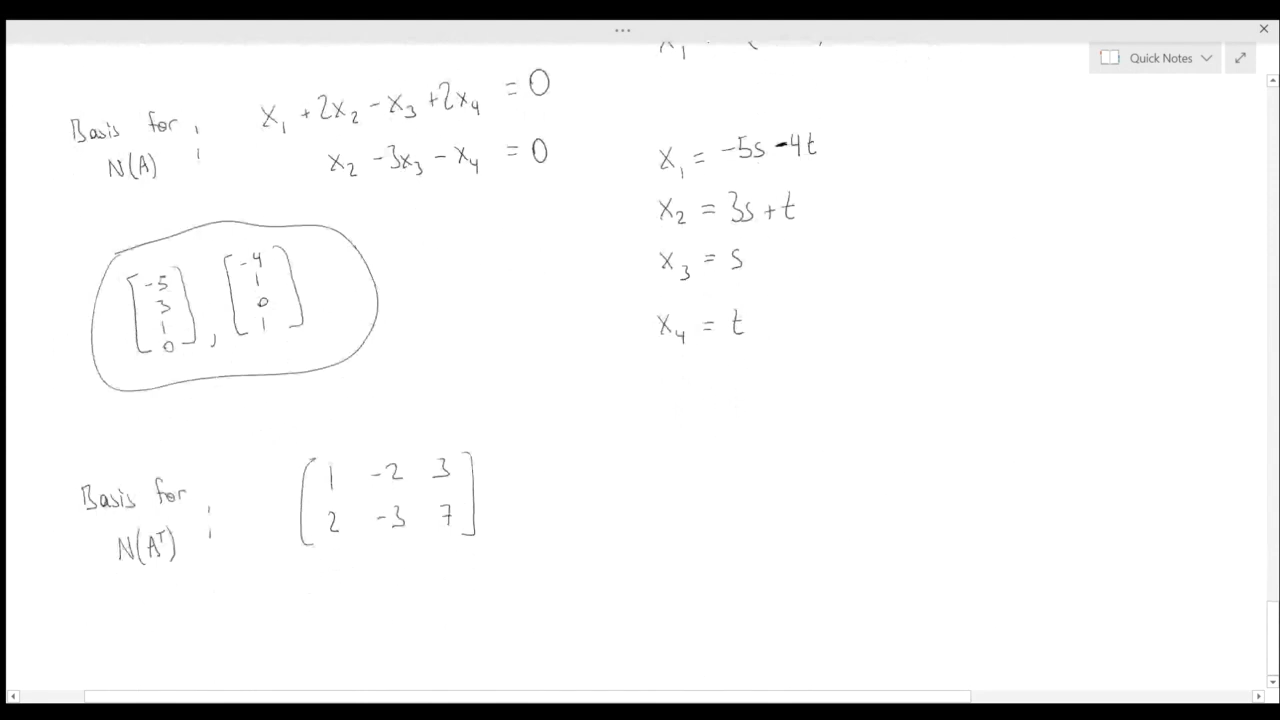 Quick Notes
Basis for N(A) :
x₁ + 2x₂ - x₃ + 2x₄ = 0
x₂ - 3x₃ - x₄ = 0
x₁ = -5s - 4t
x₂ = 3s + t
x₃ = s
x₄ = t
[-5 3 1 0] , [-4 1 0 1]
Basis for N(Aᵀ) :
[1 -2 3
2 -3 7]